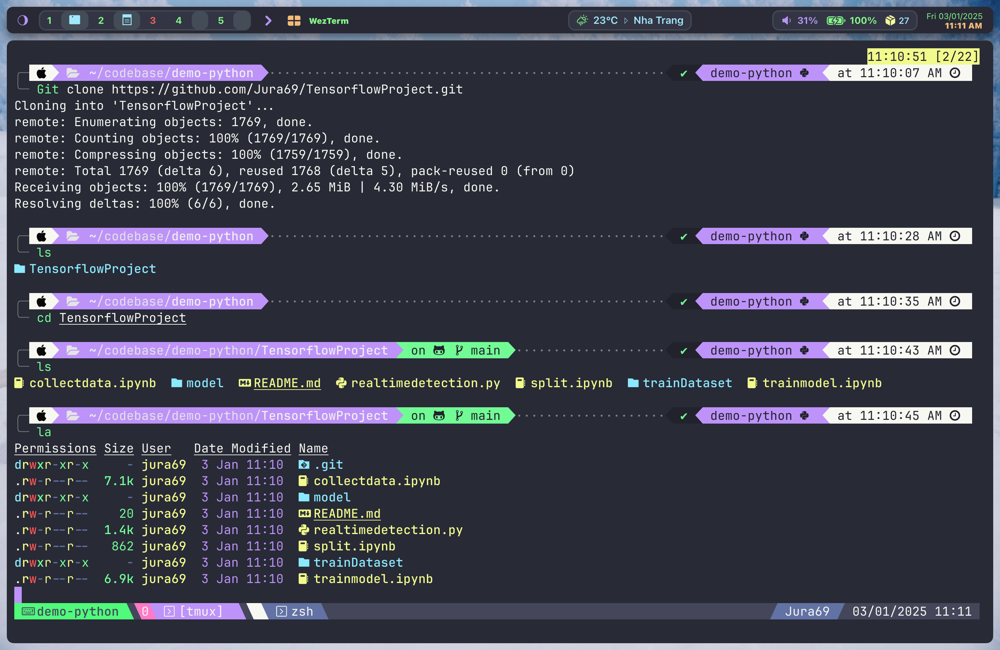 1 2 3 4 5 WezTerm 23°C Nha Trang 31% 100% 27 Fri 03/01/2025
11:11 AM
11:10:51 [2/22]
~/codebase/demo-python ✔ demo-python at 11:10:07 AM
Git clone https://github.com/Jura69/TensorflowProject.git
Cloning into 'TensorflowProject'...
remote: Enumerating objects: 1769, done.
remote: Counting objects: 100% (1769/1769), done.
remote: Compressing objects: 100% (1759/1759), done.
remote: Total 1769 (delta 6), reused 1768 (delta 5), pack-reused 0 (from 0)
Receiving objects: 100% (1769/1769), 2.65 MiB | 4.30 MiB/s, done.
Resolving deltas: 100% (6/6), done.
~/codebase/demo-python ✔ demo-python at 11:10:28 AM
ls
TensorflowProject
~/codebase/demo-python ✔ demo-python at 11:10:35 AM
cd TensorflowProject
~/codebase/demo-python/TensorflowProject on main ✔ demo-python at 11:10:43 AM
ls
collectdata.ipynb model README.md realtimedetection.py split.ipynb trainDataset trainmodel.ipynb
~/codebase/demo-python/TensorflowProject on main ✔ demo-python at 11:10:45 AM
la
Permissions Size User Date Modified Name
drwxr-xr-x - jura69 3 Jan 11:10 .git
.rw-r--r-- 7.1k jura69 3 Jan 11:10 collectdata.ipynb
drwxr-xr-x - jura69 3 Jan 11:10 model
.rw-r--r-- 20 jura69 3 Jan 11:10 README.md
.rw-r--r-- 1.4k jura69 3 Jan 11:10 realtimedetection.py
.rw-r--r-- 862 jura69 3 Jan 11:10 split.ipynb
drwxr-xr-x - jura69 3 Jan 11:10 trainDataset
.rw-r--r-- 6.9k jura69 3 Jan 11:10 trainmodel.ipynb
demo-python 0 [tmux] zsh Jura69 03/01/2025 11:11